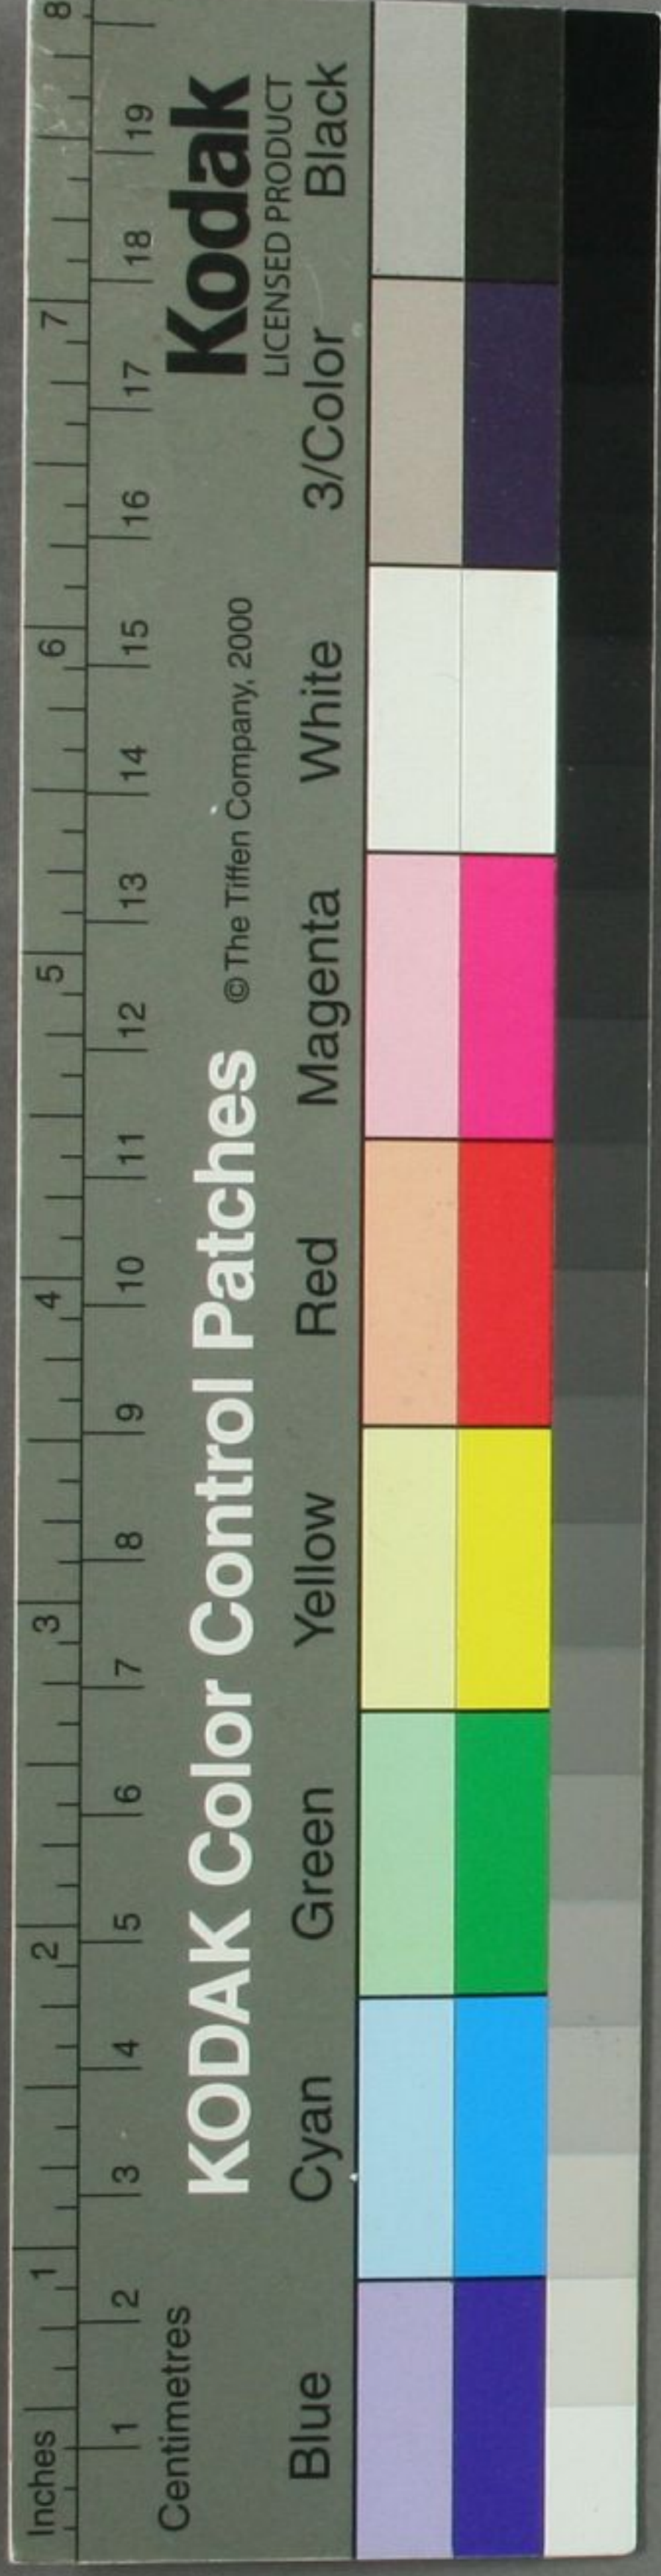 Inches 1 2 3 4 5 6 7 8
Centimetres 1 2 3 4 5 6 7 8 9 10 11 12 13 14 15 16 17 18 19
KODAK Color Control Patches © The Tiffen Company, 2000 Kodak
LICENSED PRODUCT
Blue Cyan Green Yellow Red Magenta White 3/Color Black